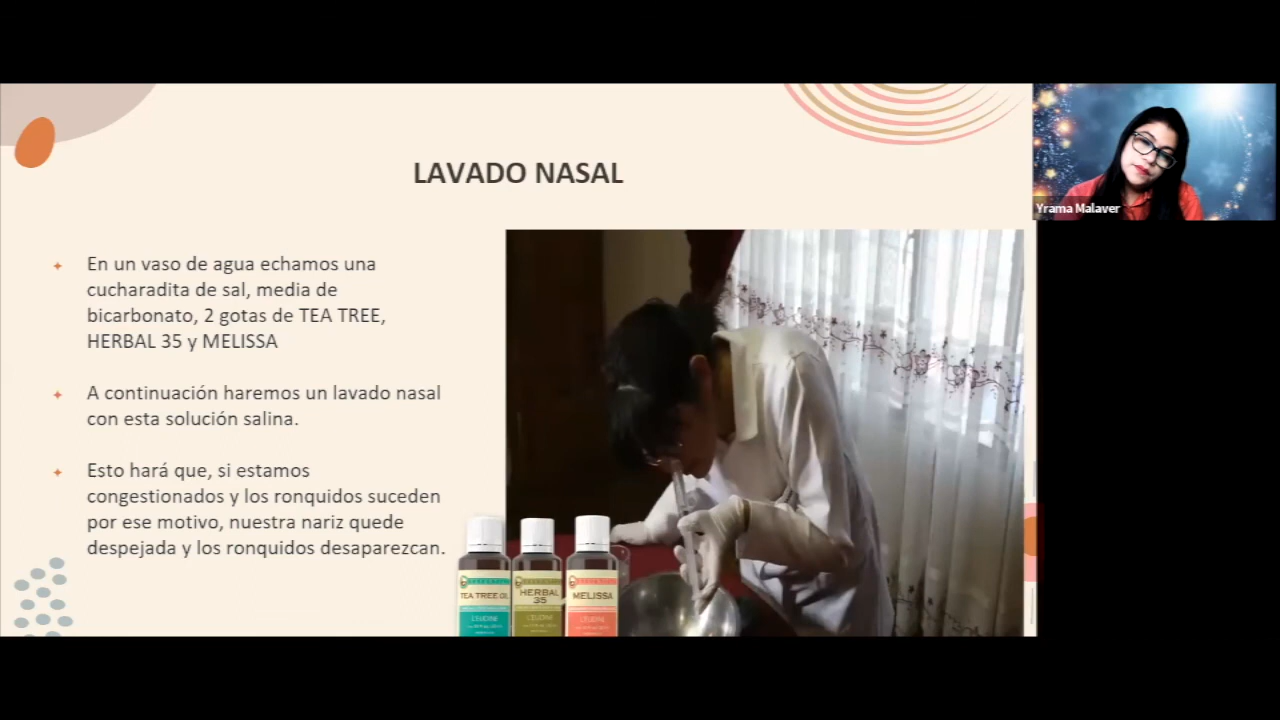 LAVADO NASAL
Yrama Malaver
En un vaso de agua echamos una
cucharadita de sal, media de
bicarbonato, 2 gotas de TEA TREE,
HERBAL 35 y MELISSA
A continuación haremos un lavado nasal
con esta solución salina.
Esto hará que, si estamos
congestionados y los ronquidos suceden
por ese motivo, nuestra nariz quede
despejada y los ronquidos desaparezcan.
TEA TREE OIL
HERBAL
35
MELISSA